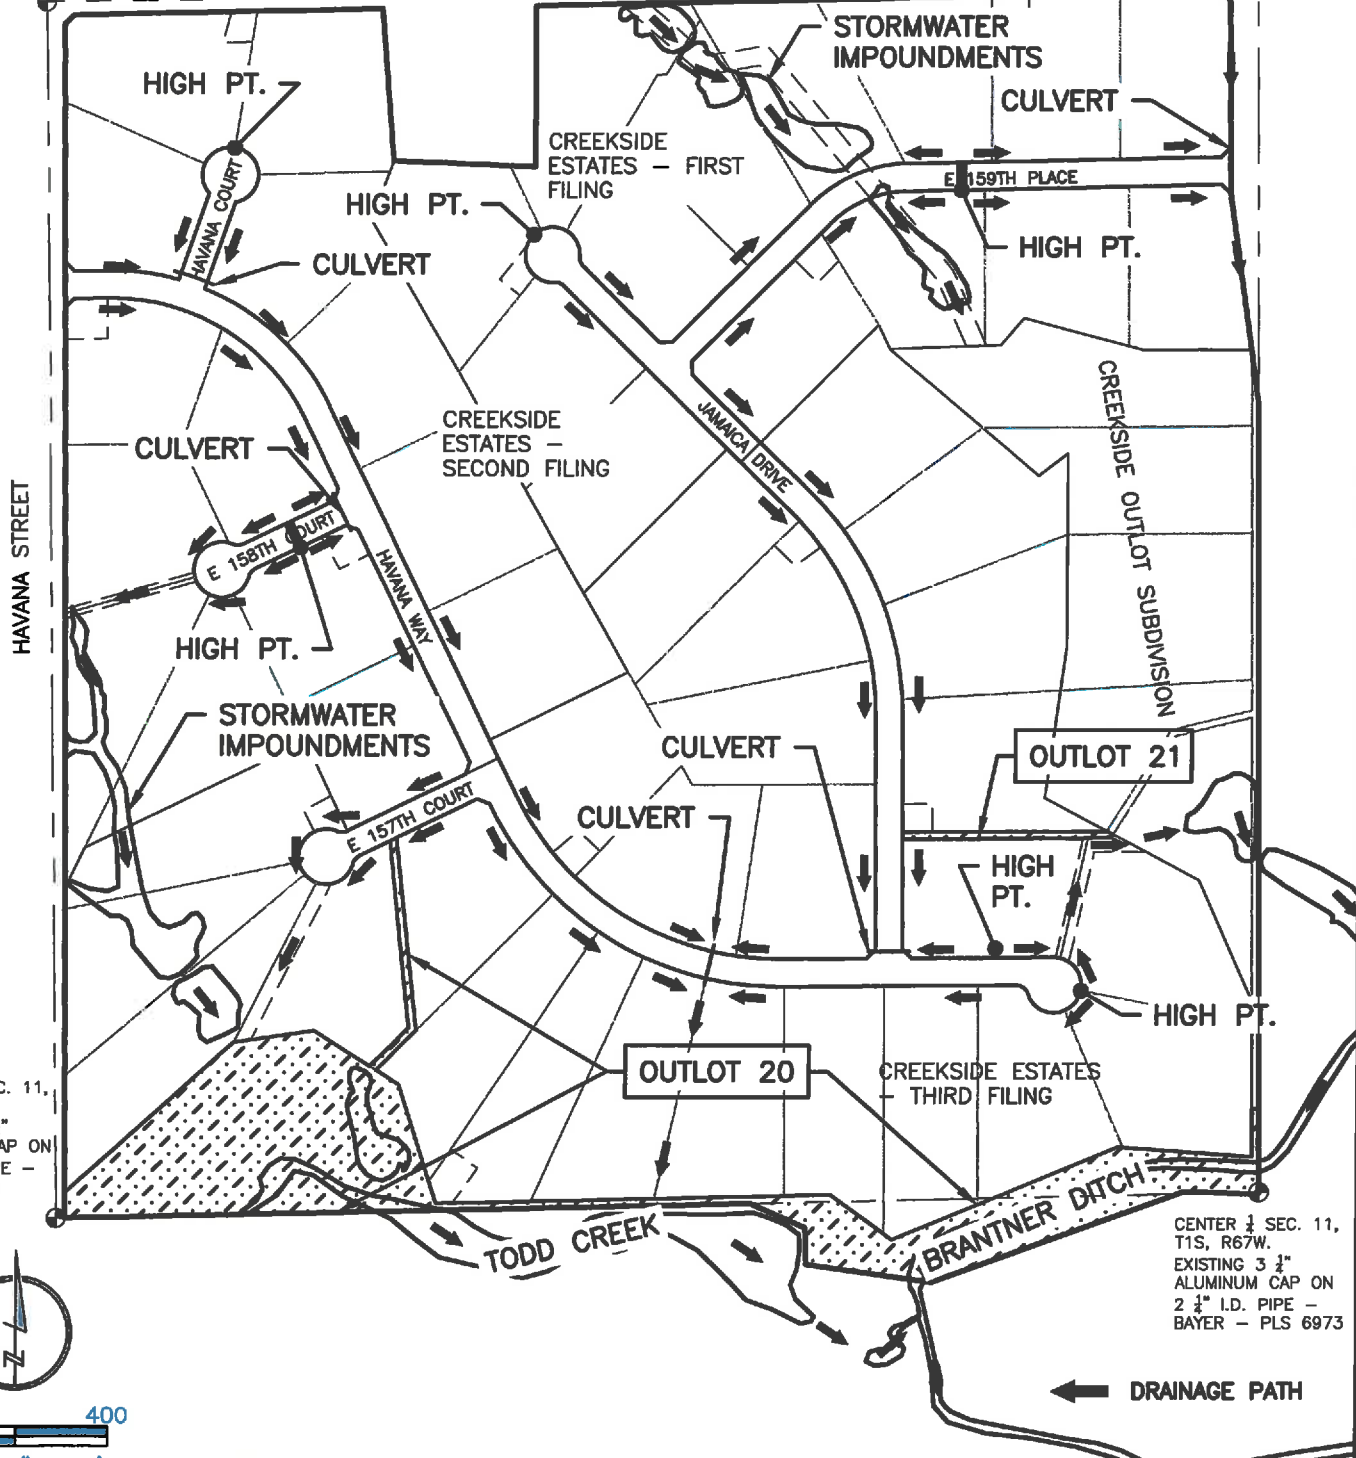 STORMWATER
IMPOUNDMENTS
HIGH PT.
CULVERT
CREEKSIDE
ESTATES – FIRST
FILING
HAVANA COURT
E 159TH PLACE
HIGH PT.
HIGH PT.
CULVERT
CREEKSIDE OUTLOT SUBDIVISION
JAMAICA DRIVE
CREEKSIDE
ESTATES –
SECOND FILING
CULVERT
HAVANA STREET
E 158TH COURT
HAVANA WAY
HIGH PT.
STORMWATER
IMPOUNDMENTS
CULVERT
OUTLOT 21
E 157TH COURT
CULVERT
HIGH
PT.
HIGH PT.
OUTLOT 20
CREEKSIDE ESTATES
– THIRD FILING
C. 11,
"
AP ON
E –
TODD CREEK
BRANTNER DITCH
CENTER ¼ SEC. 11,
T1S, R67W.
EXISTING 3 ¼"
ALUMINUM CAP ON
2 ¼" I.D. PIPE –
BAYER – PLS 6973
N
DRAINAGE PATH
400